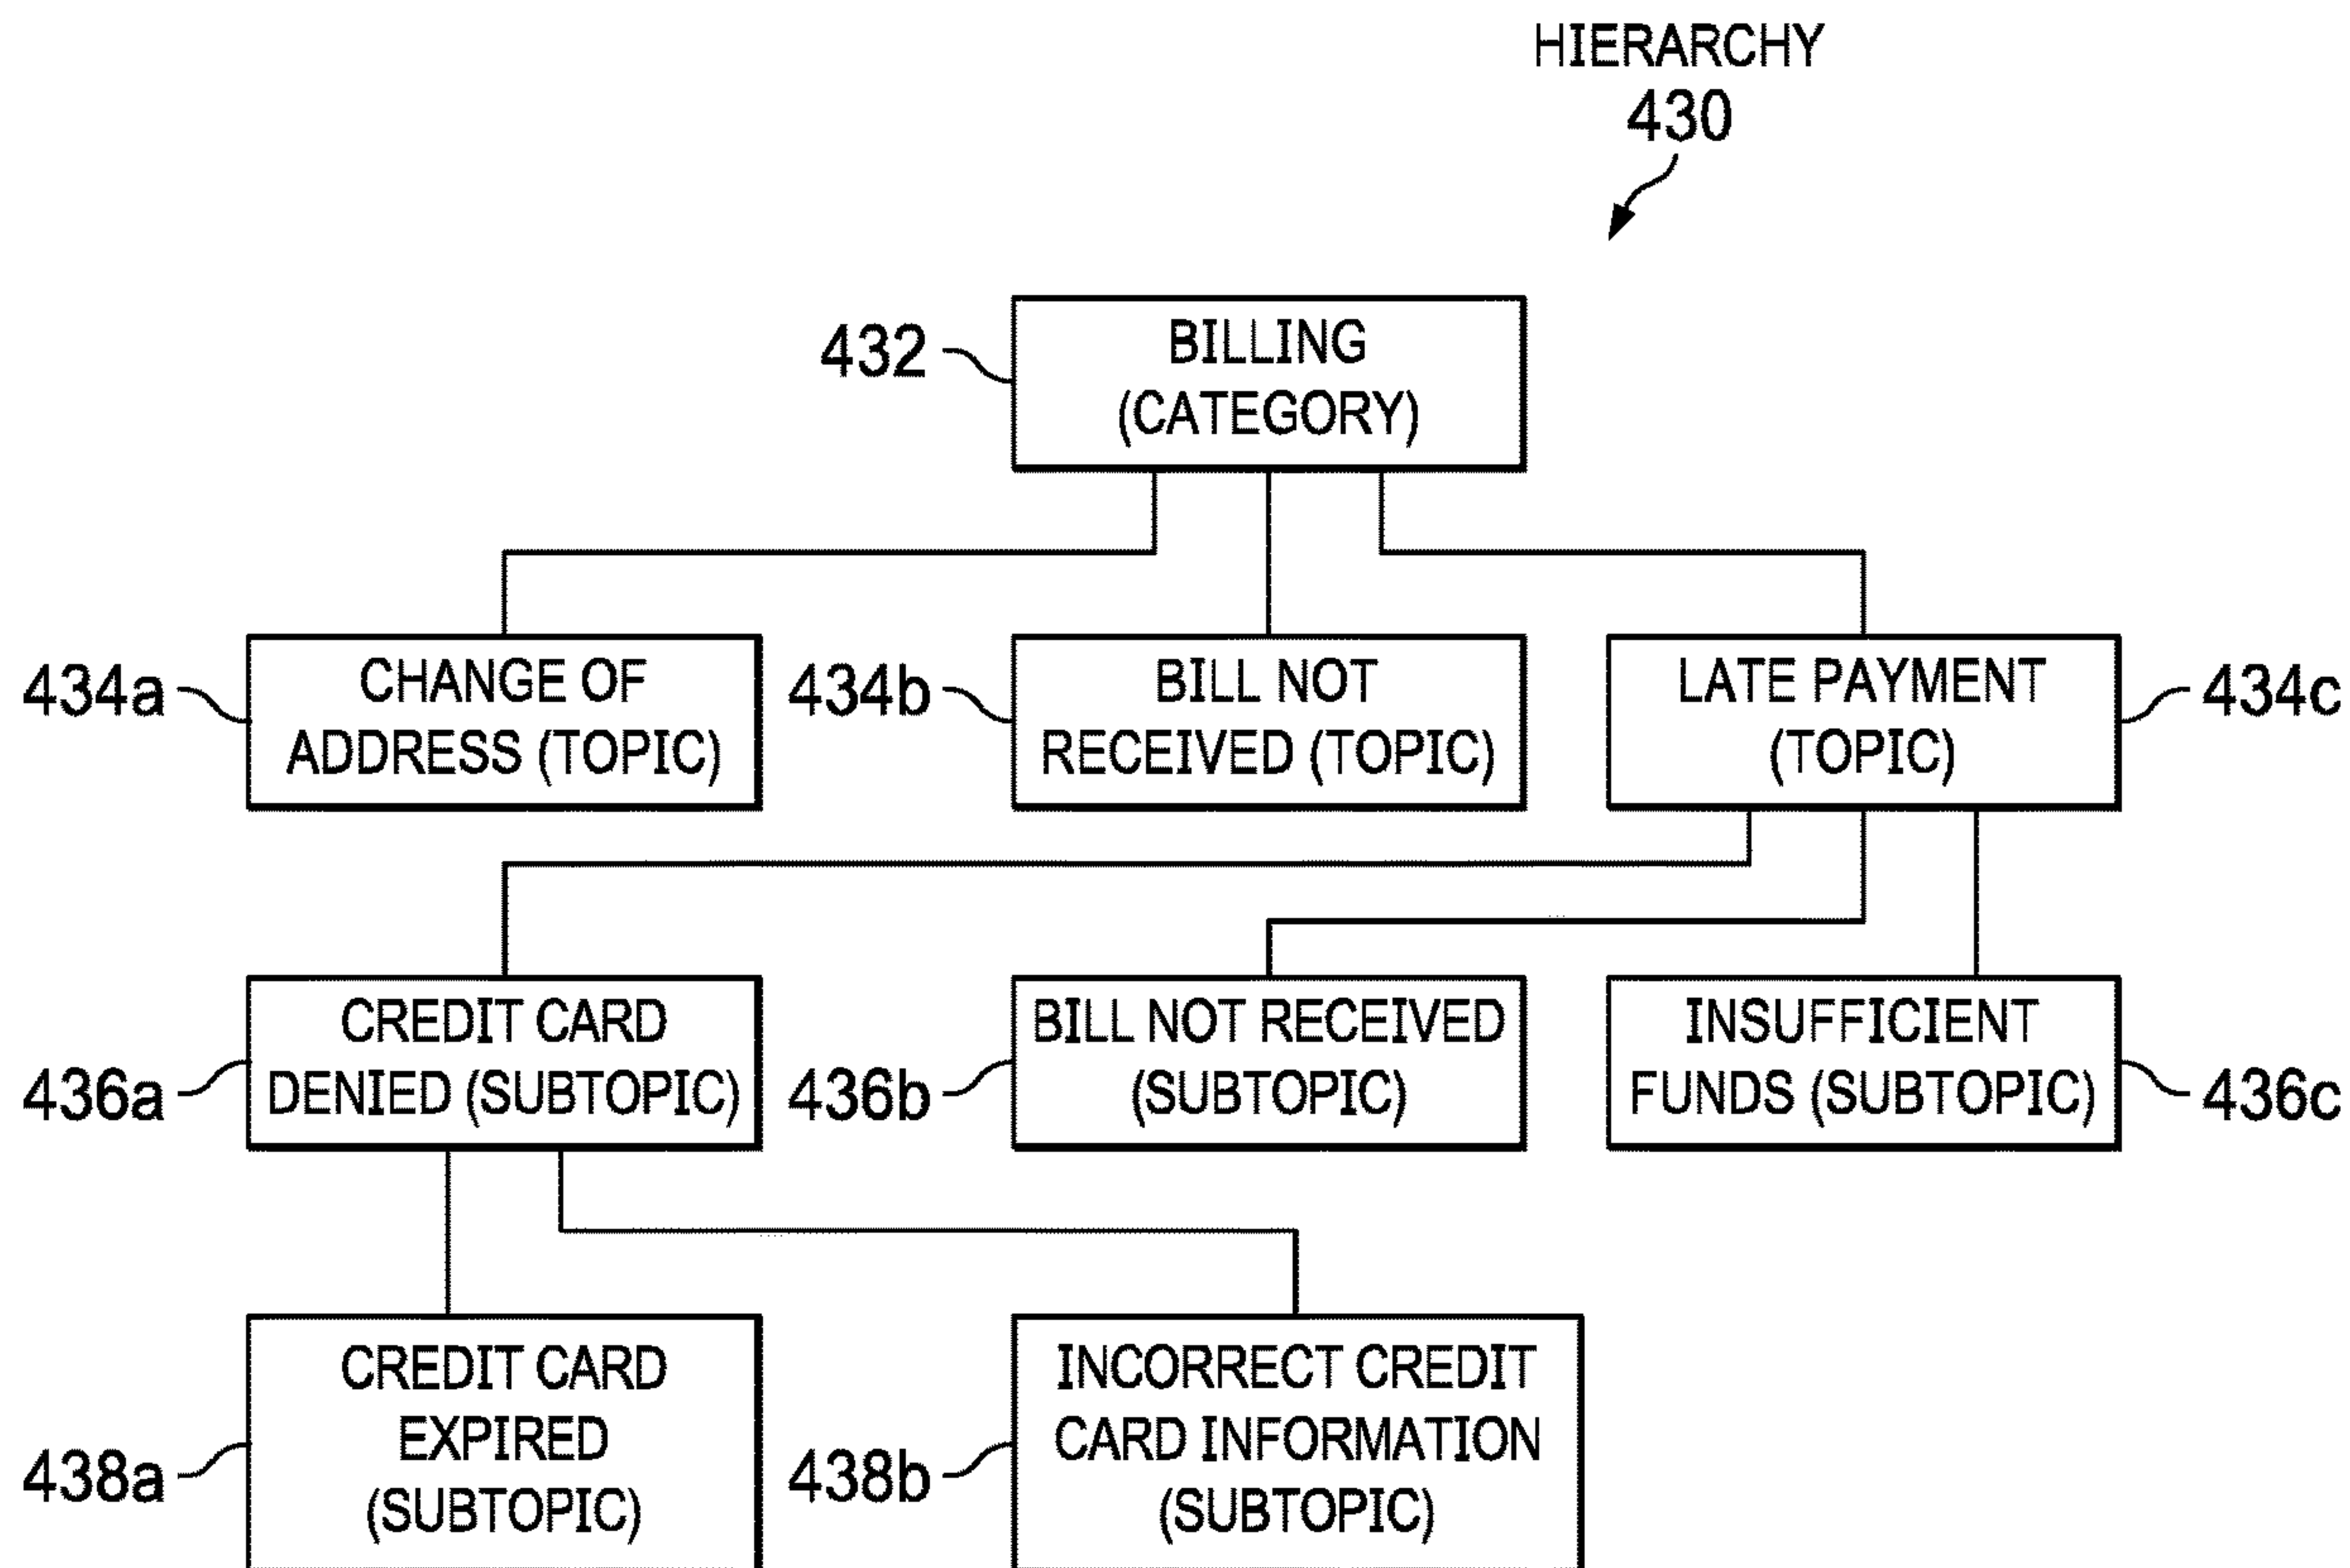 HIERARCHY
430
432
BILLING
(CATEGORY)
434a
CHANGE OF
ADDRESS (TOPIC)
434b
BILL NOT
RECEIVED (TOPIC)
LATE PAYMENT
(TOPIC)
434c
436a
CREDIT CARD
DENIED (SUBTOPIC)
436b
BILL NOT RECEIVED
(SUBTOPIC)
INSUFFICIENT
FUNDS (SUBTOPIC)
436c
438a
CREDIT CARD
EXPIRED
(SUBTOPIC)
438b
INCORRECT CREDIT
CARD INFORMATION
(SUBTOPIC)